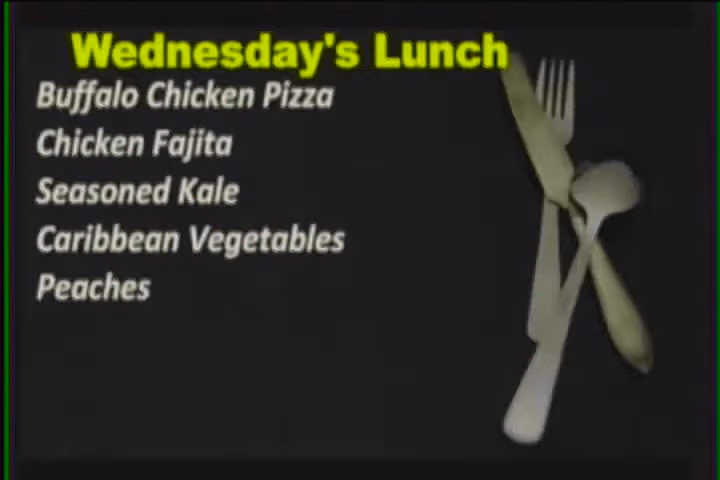 Wednesday's Lunch
Buffalo Chicken Pizza
Chicken Fajita
Seasoned Kale
Caribbean Vegetables
Peaches